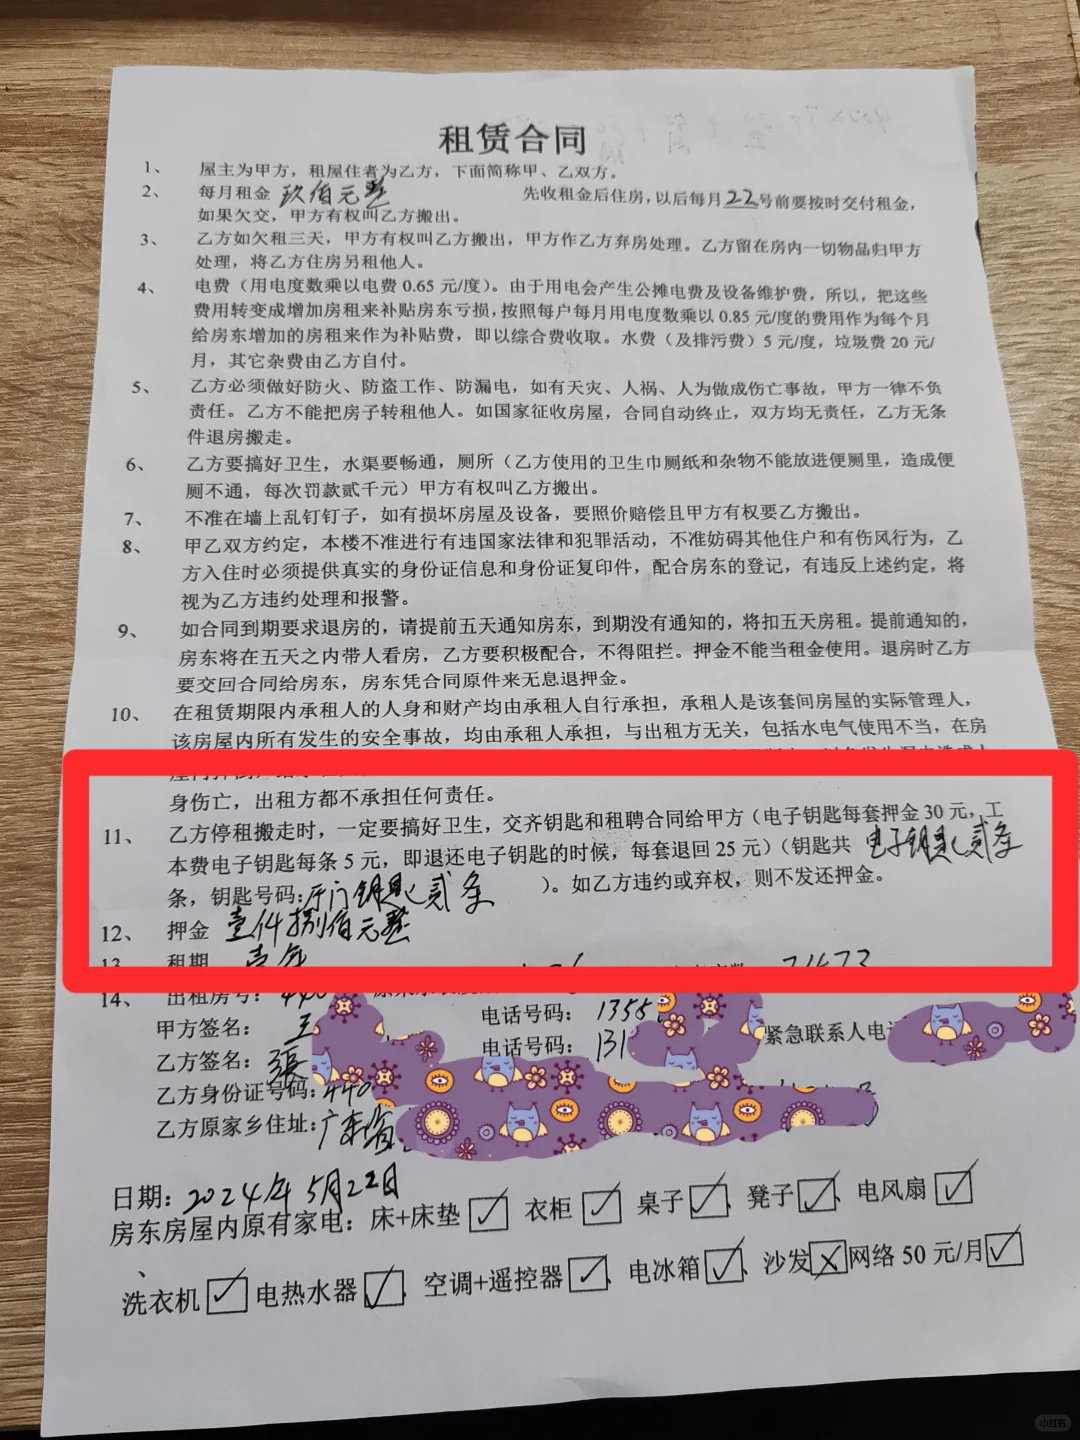 租赁合同
1、 屋主为甲方，租屋住者为乙方，下面简称甲、乙双方。
2、 每月租金 玖佰元整 先收租金后住房，以后每月22号前要按时交付租金，
如果欠交，甲方有权叫乙方搬出。
3、 乙方如欠租三天，甲方有权叫乙方搬出，甲方作乙方弃房处理。乙方留在房内一切物品归甲方
处理，将乙方住房另租他人。
4、 电费（用电度数乘以电费 0.65 元/度）。由于用电会产生公摊电费及设备维护费，所以，把这些
费用转变成增加房租来补贴房东亏损，按照每户每月用电度数乘以 0.85 元/度的费用作为每个月
给房东增加的房租来作为补贴费，即以综合费收取。水费（及排污费）5 元/度，垃圾费 20 元/
月，其它杂费由乙方自付。
5、 乙方必须做好防火、防盗工作、防漏电，如有天灾、人祸、人为做成伤亡事故，甲方一律不负
责任。乙方不能把房子转租他人。如国家征收房屋，合同自动终止，双方均无责任，乙方无条
件退房搬走。
6、 乙方要搞好卫生，水渠要畅通，厕所（乙方使用的卫生巾厕纸和杂物不能放进便厕里，造成便
厕不通，每次罚款贰千元）甲方有权叫乙方搬出。
7、 不准在墙上乱钉钉子，如有损坏房屋及设备，要照价赔偿且甲方有权要乙方搬出。
8、 甲乙双方约定，本楼不准进行有违国家法律和犯罪活动，不准妨碍其他住户和有伤风行为，乙
方入住时必须提供真实的身份证信息和身份证复印件，配合房东的登记，有违反上述约定，将
视为乙方违约处理和报警。
9、 如合同到期要求退房的，请提前五天通知房东，到期没有通知的，将扣五天房租。提前通知的，
房东将在五天之内带人看房，乙方要积极配合，不得阻拦。押金不能当租金使用。退房时乙方
要交回合同给房东，房东凭合同原件来无息退押金。
10、 在租赁期限内承租人的人身和财产均由承租人自行承担，承租人是该套间房屋的实际管理人，
该房屋内所有发生的安全事故，均由承租人承担，与出租方无关，包括水电气使用不当，在房
身伤亡，出租方都不承担任何责任。
11、 乙方停租搬走时，一定要搞好卫生，交齐钥匙和租聘合同给甲方（电子钥匙每套押金 30 元，工
本费电子钥匙每条 5 元，即退还电子钥匙的时候，每套退回 25 元）（钥匙共 电子钥匙贰条
条，钥匙号码:厅门钥匙贰条 ）。如乙方违约或弃权，则不发还押金。
12、 押金 壹仟捌佰元整
13 租期 壹年
14、 出租房号：
甲方签名： 王 电话号码： 1355
乙方签名： 張 电话号码： 131 紧急联系人电
乙方身份证号码: 440
乙方原家乡住址: 广东省
日期: 2024年5月22日
房东房屋内原有家电：床+床垫 ☑ 衣柜 ☑ 桌子 ☑、凳子 ☑、电风扇 ☑
、
洗衣机 ☑ 电热水器 ☑、空调+遥控器 ☑、电冰箱 ☑、沙发 ☒ 网络 50 元/月 ☑
小红书